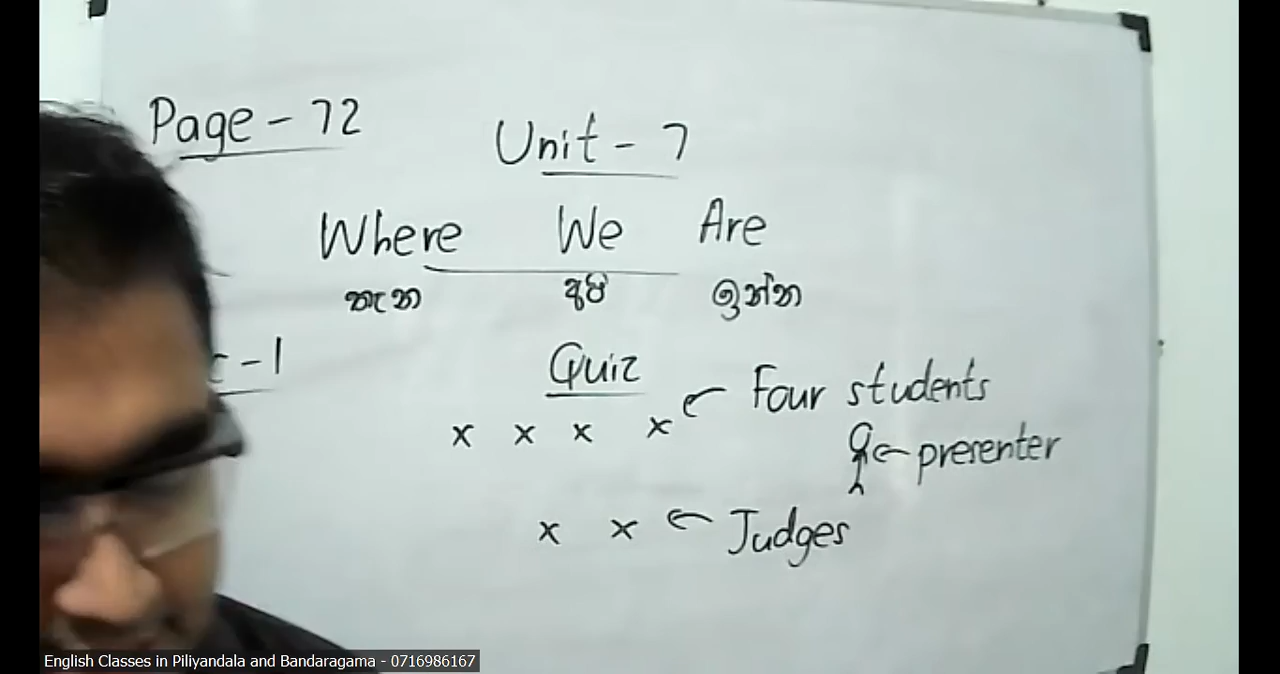 Page - 72
Unit - 7
Where We Are
තැන අපි ඉන්න
- 1
Quiz
x x x x Four students
presenter
x x Judges
English Classes in Piliyandala and Bandaragama - 0716986167